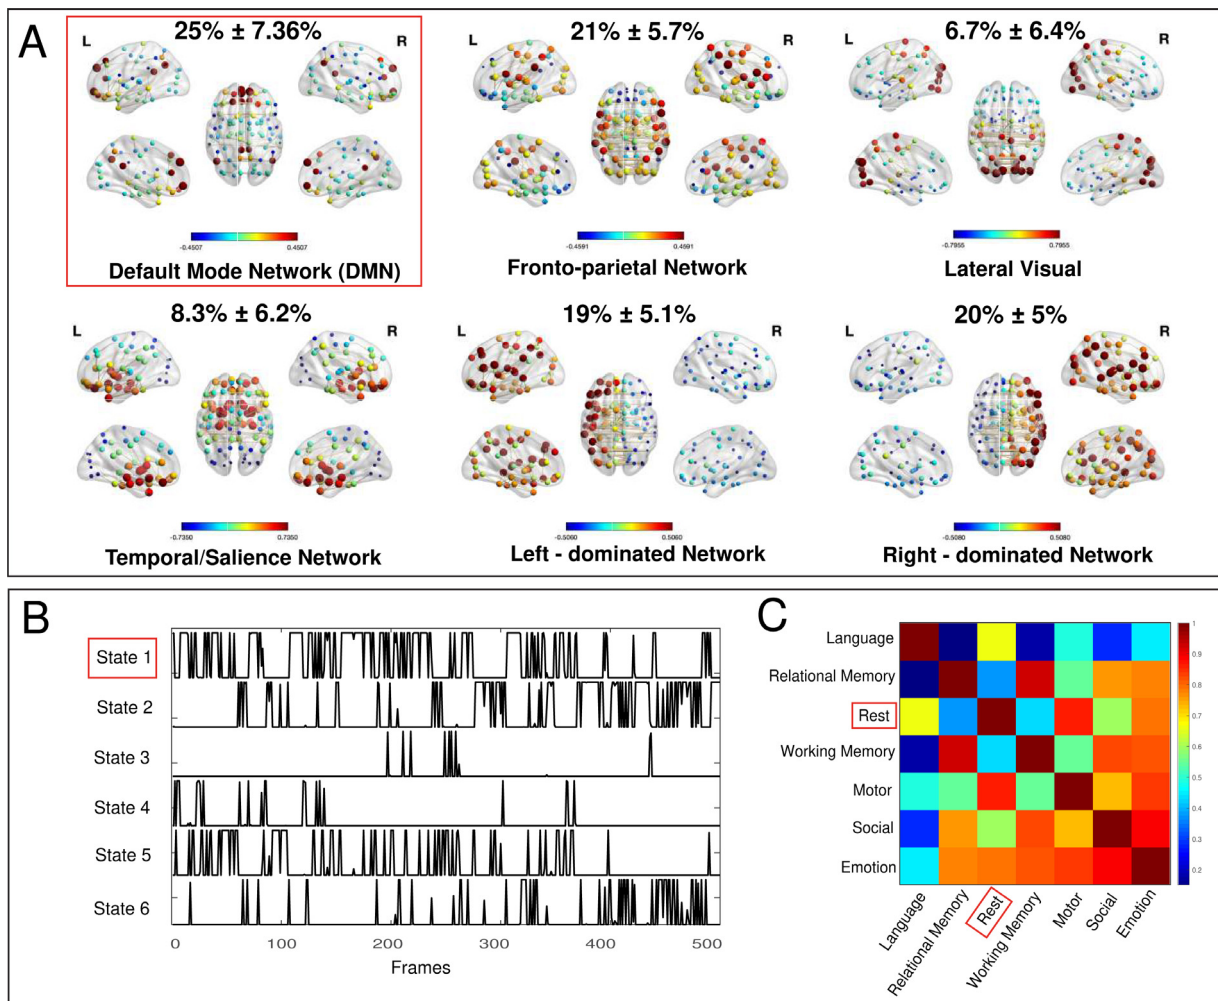 A
25% ± 7.36%
L
R
-0.4507
0.4507
Default Mode Network (DMN)
21% ± 5.7%
L
R
-0.4591
0.4591
Fronto-parietal Network
6.7% ± 6.4%
L
R
-0.7955
0.7955
Lateral Visual
8.3% ± 6.2%
L
R
-0.7350
0.7350
Temporal/Salience Network
19% ± 5.1%
L
R
-0.5060
0.5060
Left - dominated Network
20% ± 5%
L
R
-0.5080
0.5080
Right - dominated Network
B
State 1
State 2
State 3
State 4
State 5
State 6
0 100 200 300 400 500
Frames
C
Language
Relational Memory
Rest
Working Memory
Motor
Social
Emotion
Language
Relational Memory
Rest
Working Memory
Motor
Social
Emotion
1
0.9
0.8
0.7
0.6
0.5
0.4
0.3
0.2